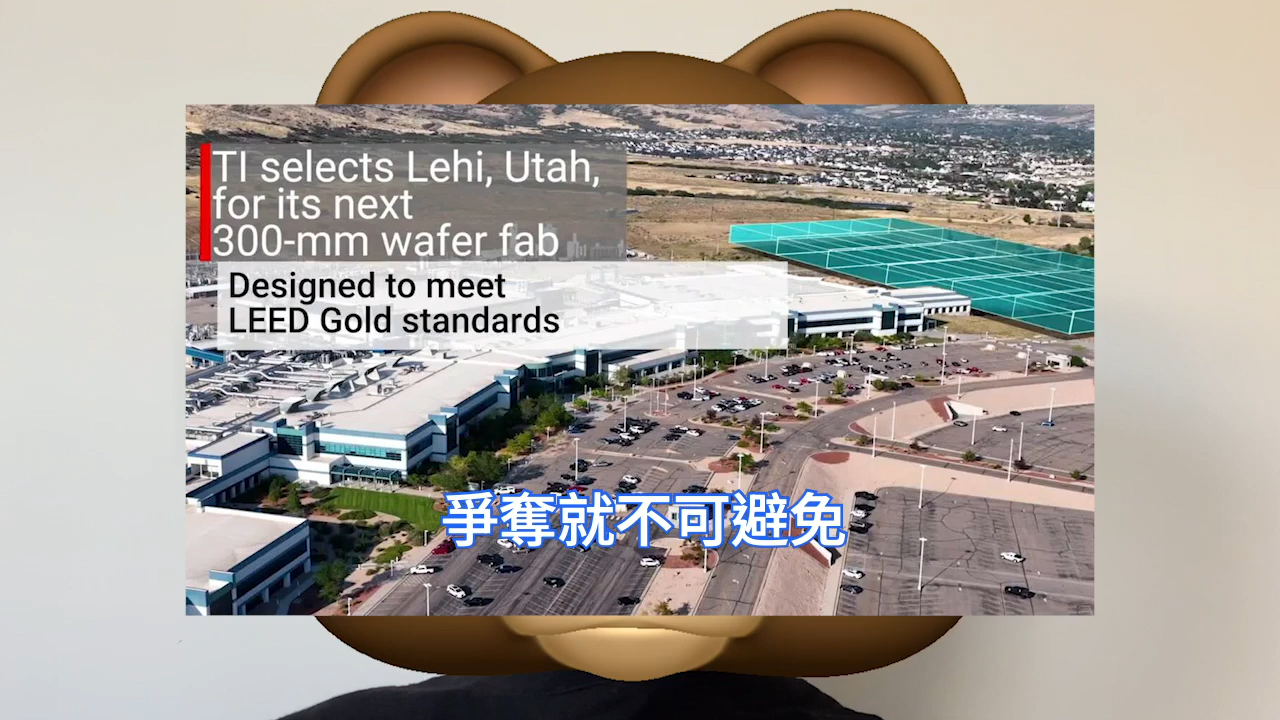 TI selects Lehi, Utah,
for its next
300-mm wafer fab
Designed to meet
LEED Gold standards
爭奪就不可避免